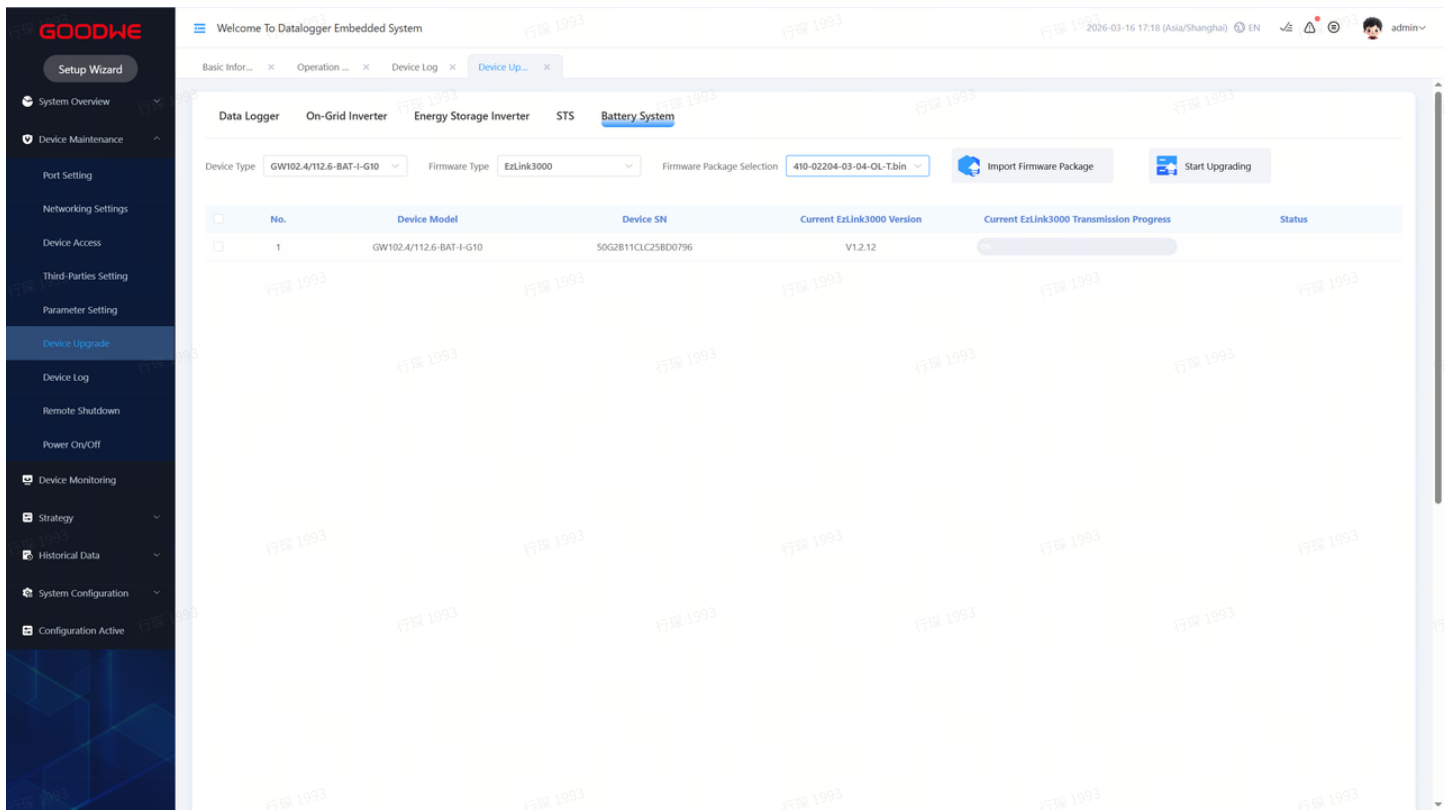 GOODWE
Welcome To Datalogger Embedded System
2026-03-16 17:18 (Asia/Shanghai) EN admin
Setup Wizard
Basic Infor... × Operation ... × Device Log × Device Up... ×
System Overview
Device Maintenance
Port Setting
Networking Settings
Device Access
Third-Parties Setting
Parameter Setting
Device Upgrade
Device Log
Remote Shutdown
Power On/Off
Device Monitoring
Strategy
Historical Data
System Configuration
Configuration Active
Data Logger On-Grid Inverter Energy Storage Inverter STS Battery System
Device Type GW102.4/112.6-BAT-I-G10 Firmware Type EzLink3000 Firmware Package Selection 410-02204-03-04-OL-T.bin Import Firmware Package Start Upgrading
No. Device Model Device SN Current EzLink3000 Version Current EzLink3000 Transmission Progress Status
1 GW102.4/112.6-BAT-I-G10 50G2B11CLC25BD0796 V1.2.12 0%
行琛 1993